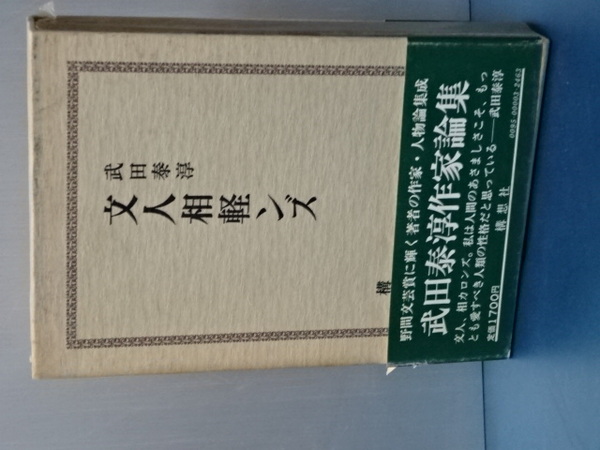 武田泰淳
文人相軽ンズ
構
野間文芸賞に輝く著者の作家・人物論集成
武田泰淳作家論集
文人、相カロンズ。私は人間のあさましさこそ、もっ
とも愛すべき人類の性格だと思っている――武田泰淳
定価1,700円
構想社
0095-00002-2462